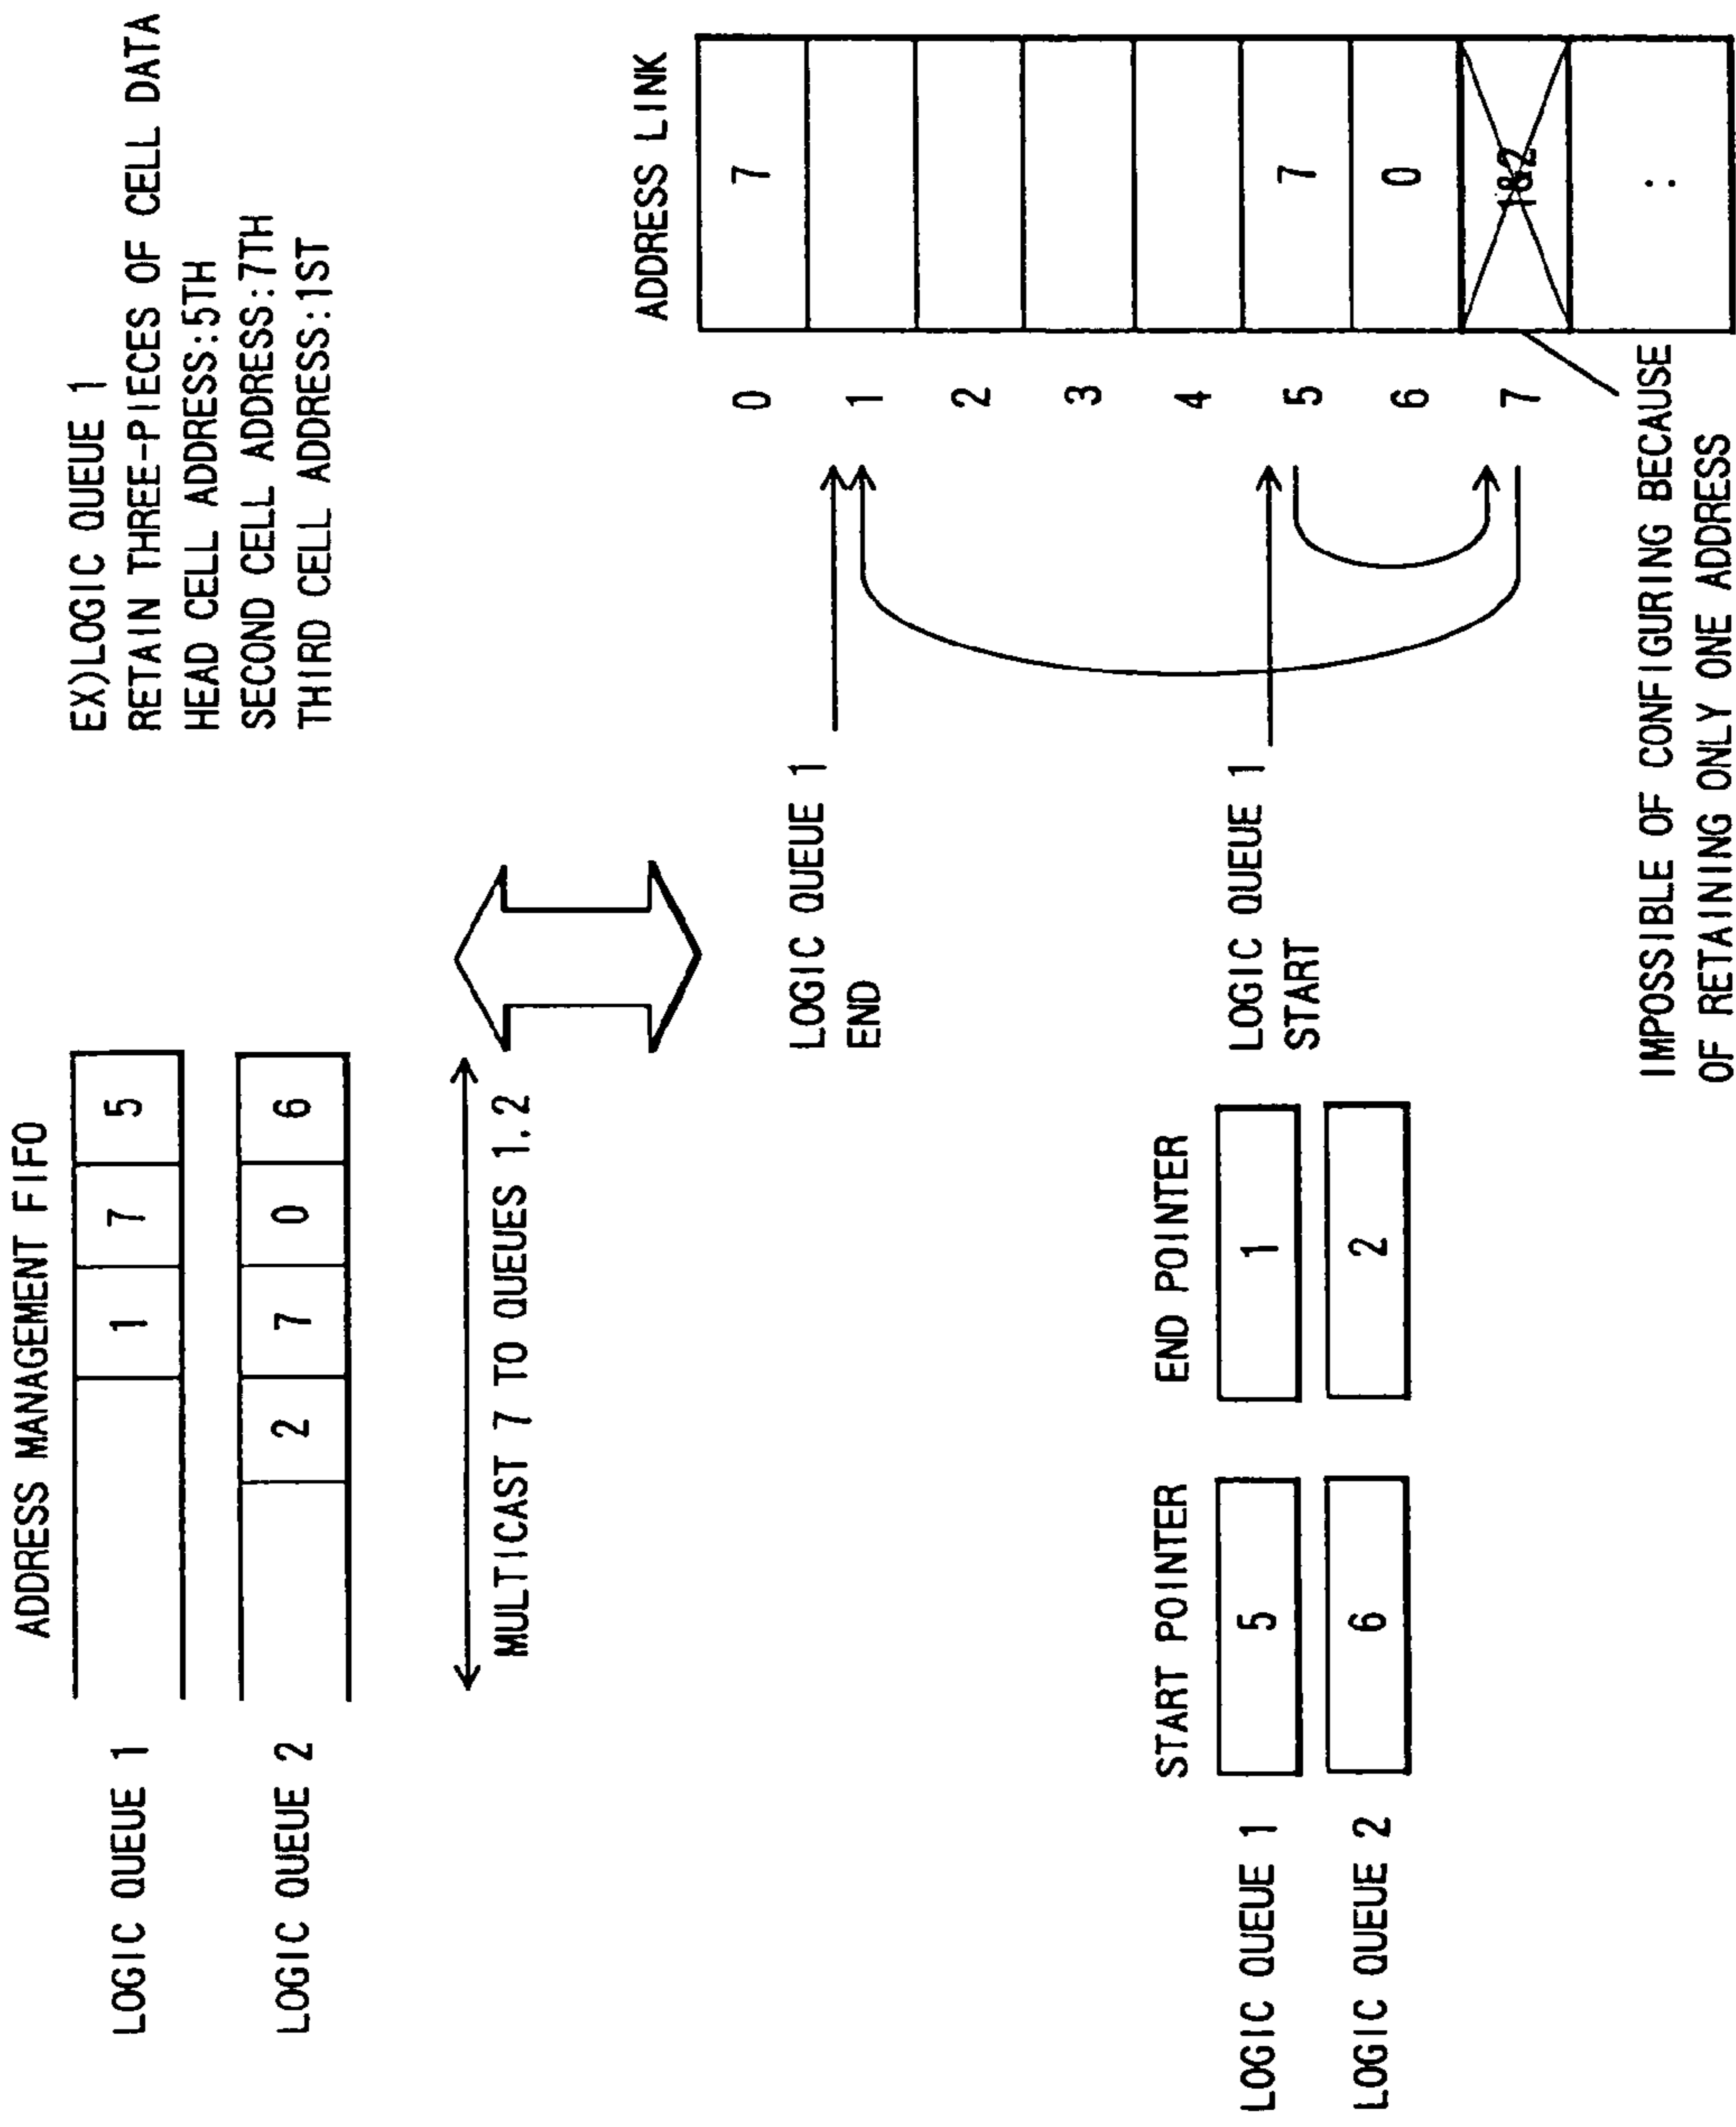 ADDRESS MANAGEMENT FIFO
LOGIC QUEUE 1
1 7 5
LOGIC QUEUE 2
2 7 0 6
MULTICAST 7 TO QUEUES 1, 2
EX)LOGIC QUEUE 1
RETAIN THREE-PIECES OF CELL DATA
HEAD CELL ADDRESS:5TH
SECOND CELL ADDRESS:7TH
THIRD CELL ADDRESS:1ST
START POINTER
END POINTER
LOGIC QUEUE 1
5
1
LOGIC QUEUE 2
6
2
LOGIC QUEUE 1
END
LOGIC QUEUE 1
START
ADDRESS LINK
0 7
1
2
3
4
5 7
6 0
7 1&2
:
IMPOSSIBLE OF CONFIGURING BECAUSE
OF RETAINING ONLY ONE ADDRESS